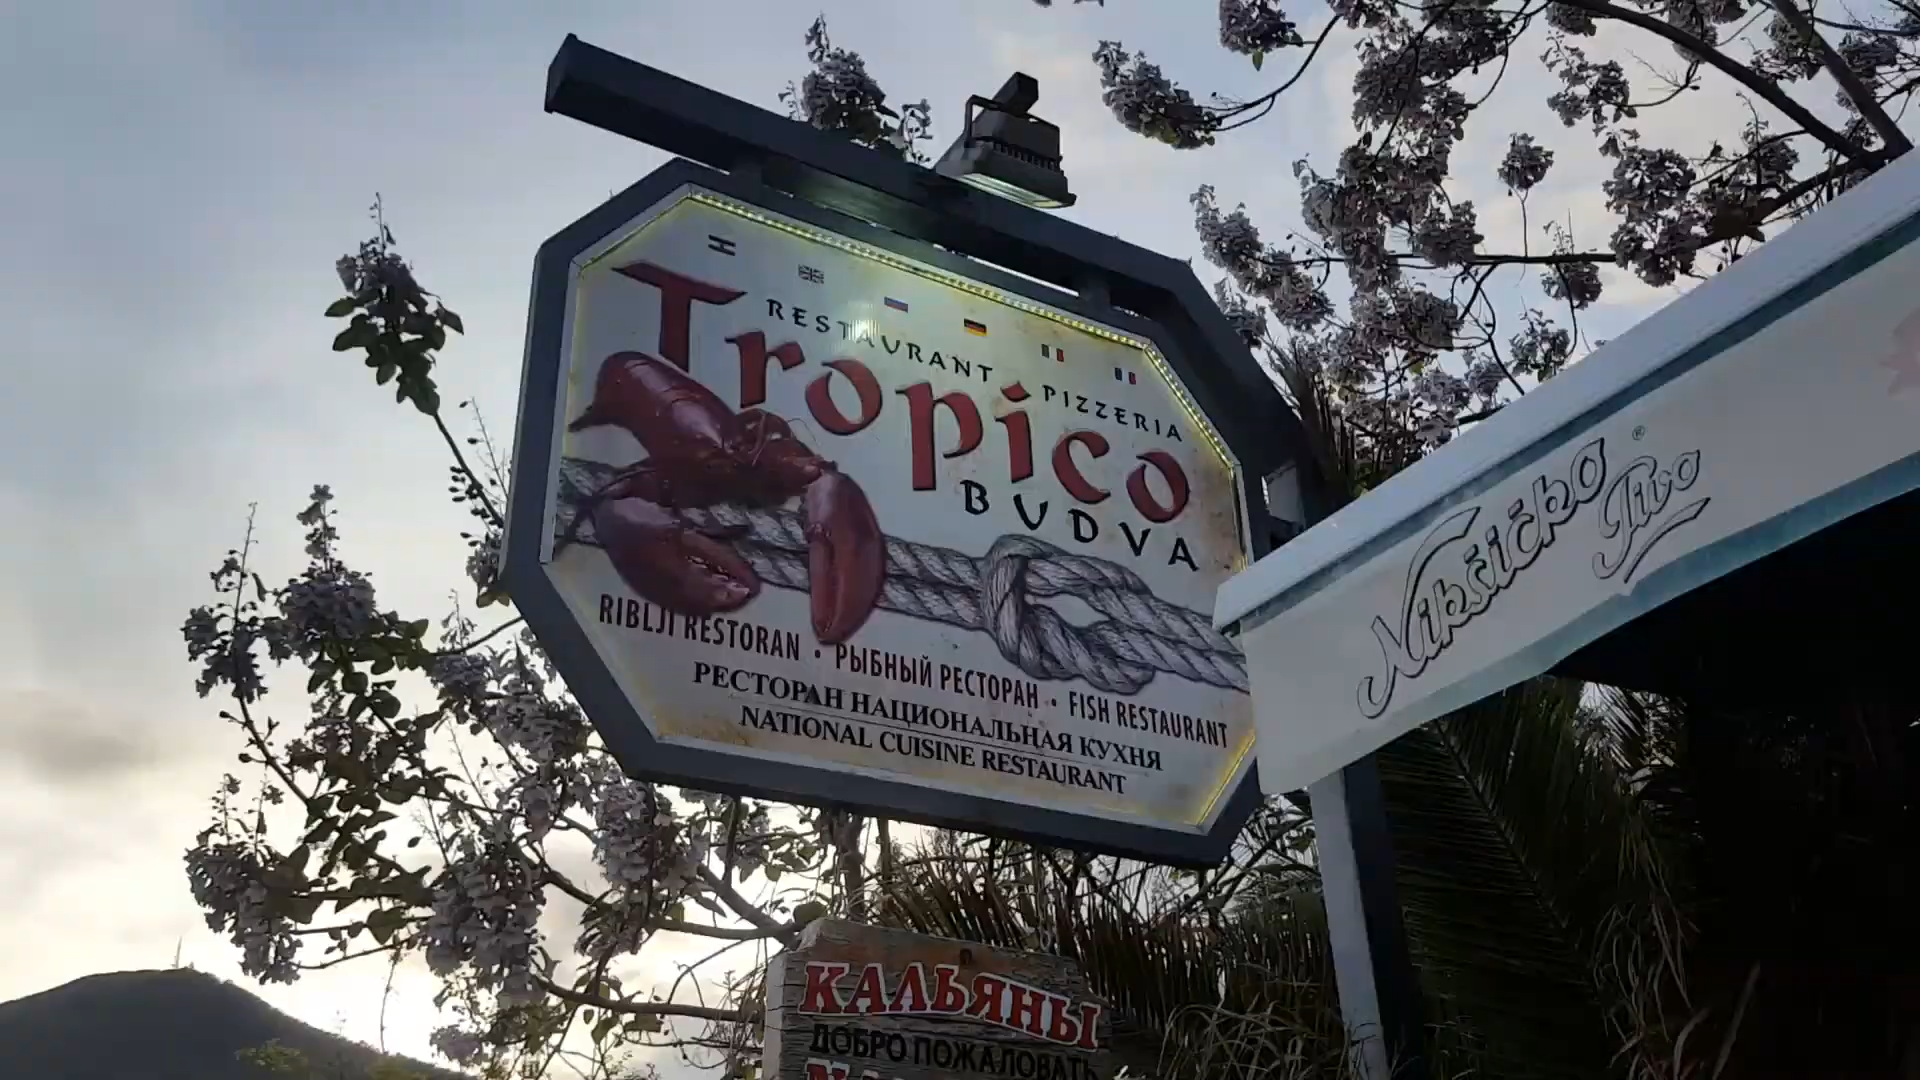 RESTAURANT PIZZERIA
Tropico
BUDVA
RIBLJI RESTORAN • РЫБНЫЙ РЕСТОРАН • FISH RESTAURANT
РЕСТОРАН НАЦИОНАЛЬНАЯ КУХНЯ
NATIONAL CUISINE RESTAURANT
Nikšičko ®
Pivo
КАЛЬЯНЫ
ДОБРО ПОЖАЛОВАТЬ